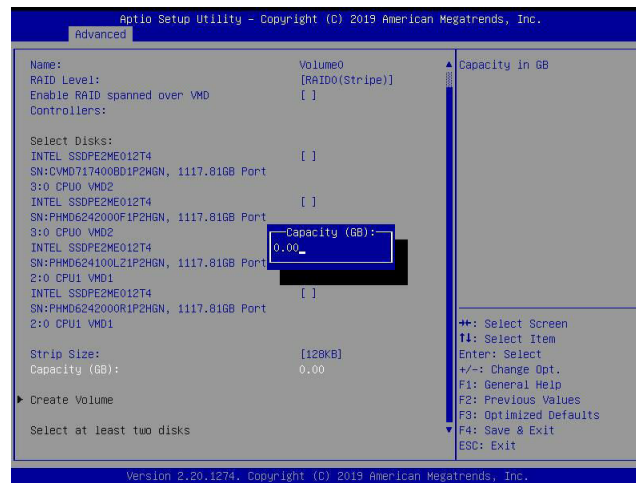 Aptio Setup Utility – Copyright (C) 2019 American Megatrends, Inc.
Advanced
Name: Volume0
RAID Level: [RAID0(Stripe)]
Enable RAID spanned over VMD [ ]
Controllers:
Select Disks:
INTEL SSDPE2ME012T4 [ ]
SN:CVMD717400BD1P2WGN, 1117.81GB Port
3:0 CPU0 VMD2
INTEL SSDPE2ME012T4 [ ]
SN:PHMD6242000F1P2HGN, 1117.81GB Port
3:0 CPU0 VMD2
INTEL SSDPE2ME012T4
SN:PHMD624100LZ1P2HGN, 1117.81GB Port
2:0 CPU1 VMD1
INTEL SSDPE2ME012T4 [ ]
SN:PHMD6242000R1P2HGN, 1117.81GB Port
2:0 CPU1 VMD1
Strip Size: [128KB]
Capacity (GB): 0.00
Create Volume
Select at least two disks
Capacity (GB):
0.00
Capacity in GB
→←: Select Screen
↑↓: Select Item
Enter: Select
+/-: Change Opt.
F1: General Help
F2: Previous Values
F3: Optimized Defaults
F4: Save & Exit
ESC: Exit
Version 2.20.1274. Copyright (C) 2019 American Megatrends, Inc.